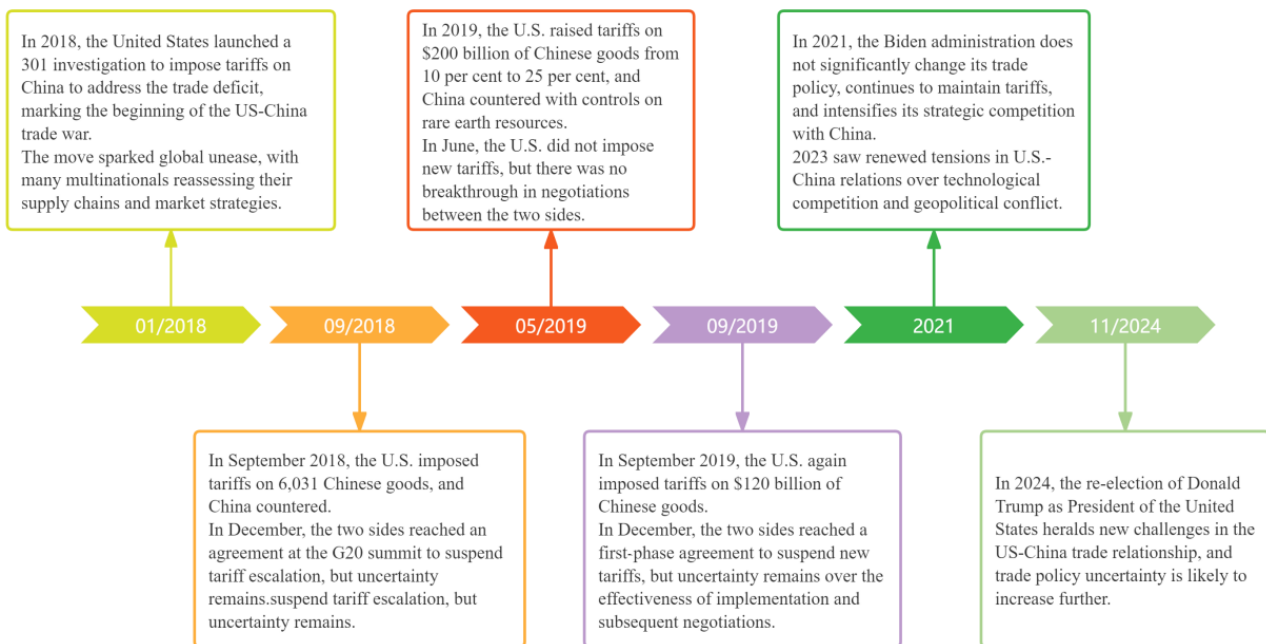 In 2018, the United States launched a
301 investigation to impose tariffs on
China to address the trade deficit,
marking the beginning of the US-China
trade war.
The move sparked global unease, with
many multinationals reassessing their
supply chains and market strategies.
In 2019, the U.S. raised tariffs on
$200 billion of Chinese goods from
10 per cent to 25 per cent, and
China countered with controls on
rare earth resources.
In June, the U.S. did not impose
new tariffs, but there was no
breakthrough in negotiations
between the two sides.
In 2021, the Biden administration does
not significantly change its trade
policy, continues to maintain tariffs,
and intensifies its strategic competition
with China.
2023 saw renewed tensions in U.S.-
China relations over technological
competition and geopolitical conflict.
01/2018
09/2018
05/2019
09/2019
2021
11/2024
In September 2018, the U.S. imposed
tariffs on 6,031 Chinese goods, and
China countered.
In December, the two sides reached an
agreement at the G20 summit to suspend
tariff escalation, but uncertainty
remains.suspend tariff escalation, but
uncertainty remains.
In September 2019, the U.S. again
imposed tariffs on $120 billion of
Chinese goods.
In December, the two sides reached a
first-phase agreement to suspend new
tariffs, but uncertainty remains over the
effectiveness of implementation and
subsequent negotiations.
In 2024, the re-election of Donald
Trump as President of the United
States heralds new challenges in the
US-China trade relationship, and
trade policy uncertainty is likely to
increase further.